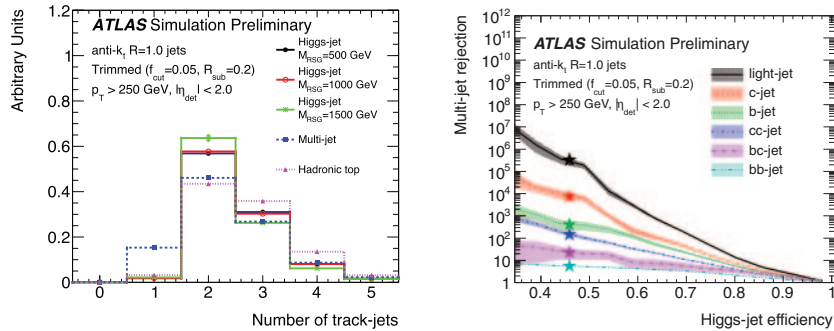 ATLAS Simulation Preliminary
anti-k_t R=1.0 jets
Trimmed (f_cut=0.05, R_sub=0.2)
p_T > 250 GeV, |η_det| < 2.0
Higgs-jet
M_RSG=500 GeV
Higgs-jet
M_RSG=1000 GeV
Higgs-jet
M_RSG=1500 GeV
Multi-jet
Hadronic top
Arbitrary Units
1.2
1
0.8
0.6
0.4
0.2
0
0 1 2 3 4 5
Number of track-jets
ATLAS Simulation Preliminary
anti-k_t R=1.0 jets
Trimmed (f_cut=0.05, R_sub=0.2)
p_T > 250 GeV, |η_det| < 2.0
light-jet
c-jet
b-jet
cc-jet
bc-jet
bb-jet
Multi-jet rejection
10^12
10^11
10^10
10^9
10^8
10^7
10^6
10^5
10^4
10^3
10^2
10
1
0.4 0.5 0.6 0.7 0.8 0.9 1
Higgs-jet efficiency